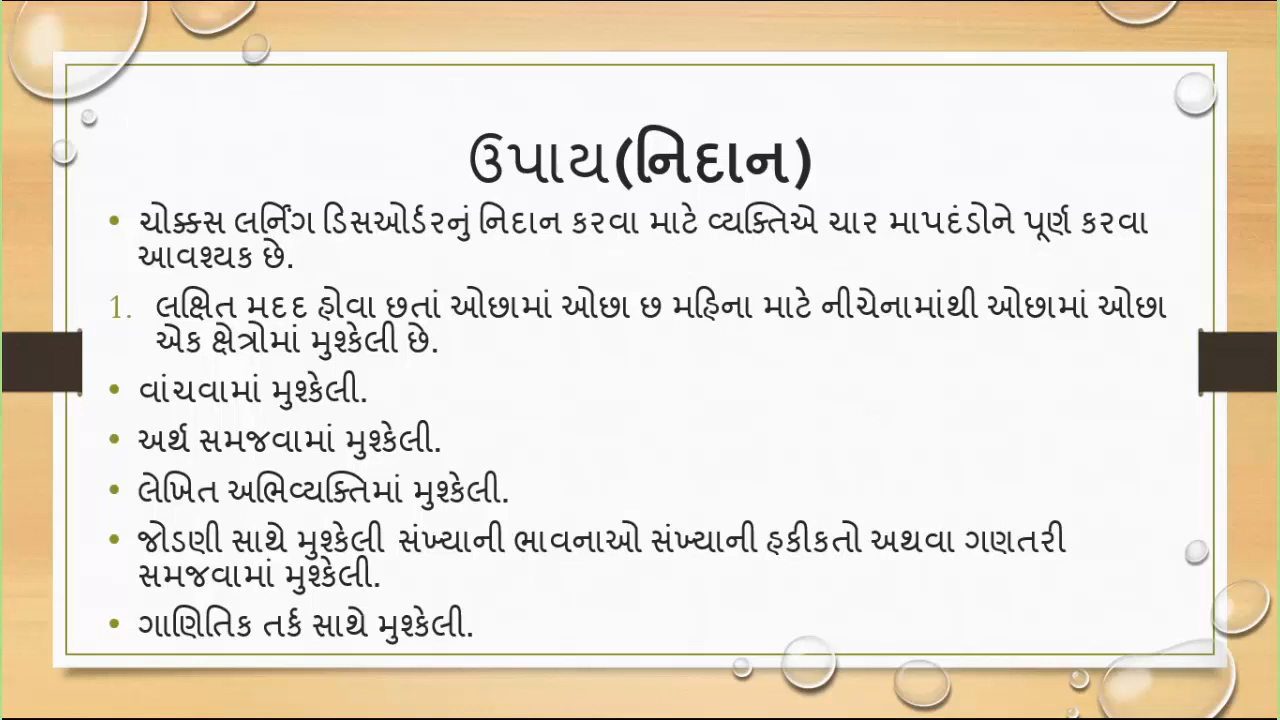 ઉપાય(નિદાન)
• ચોક્કસ લર્નિંગ ડિસઓર્ડરનું નિદાન કરવા માટે વ્યક્તિએ ચાર માપદંડોને પૂર્ણ કરવા
આવશ્યક છે.
1. લક્ષિત મદદ હોવા છતાં ઓછામાં ઓછા છ મહિના માટે નીચેનામાંથી ઓછામાં ઓછા
એક ક્ષેત્રોમાં મુશ્કેલી છે.
• વાંચવામાં મુશ્કેલી.
• અર્થ સમજવામાં મુશ્કેલી.
• લેખિત અભિવ્યક્તિમાં મુશ્કેલી.
• જોડણી સાથે મુશ્કેલી સંખ્યાની ભાવનાઓ સંખ્યાની હકીકતો અથવા ગણતરી
સમજવામાં મુશ્કેલી.
• ગાણિતિક તર્ક સાથે મુશ્કેલી.